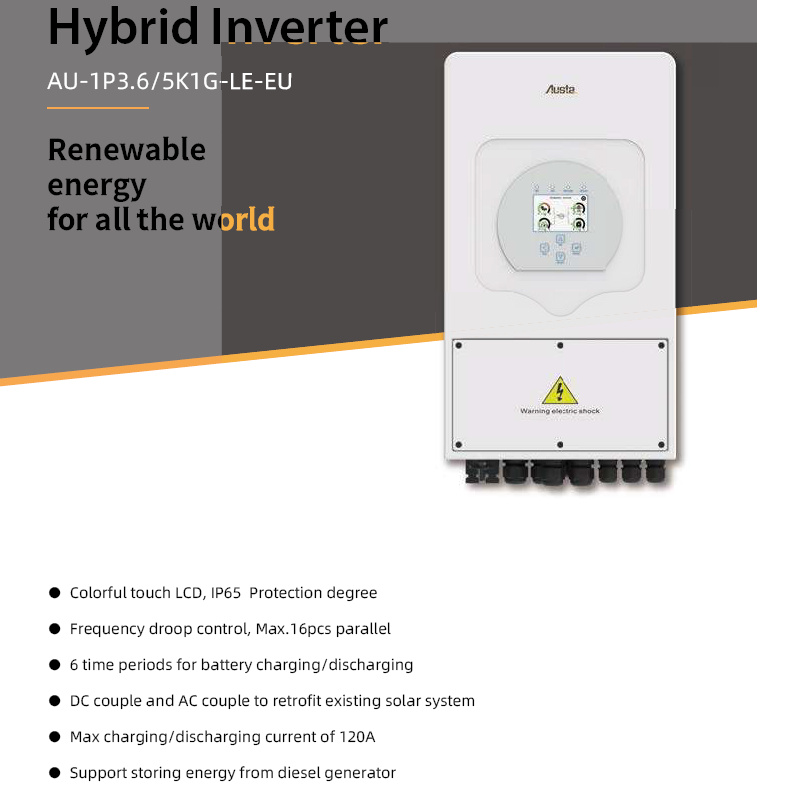 Hybrid Inverter
AU-1P3.6/5K1G-LE-EU
Austa
Renewable
energy
for all the world
Warning electric shock
● Colorful touch LCD, IP65  Protection degree
● Frequency droop control, Max.16pcs parallel
● 6 time periods for battery charging/discharging
● DC couple and AC couple to retrofit existing solar system
● Max charging/discharging current of 120A
● Support storing energy from diesel generator